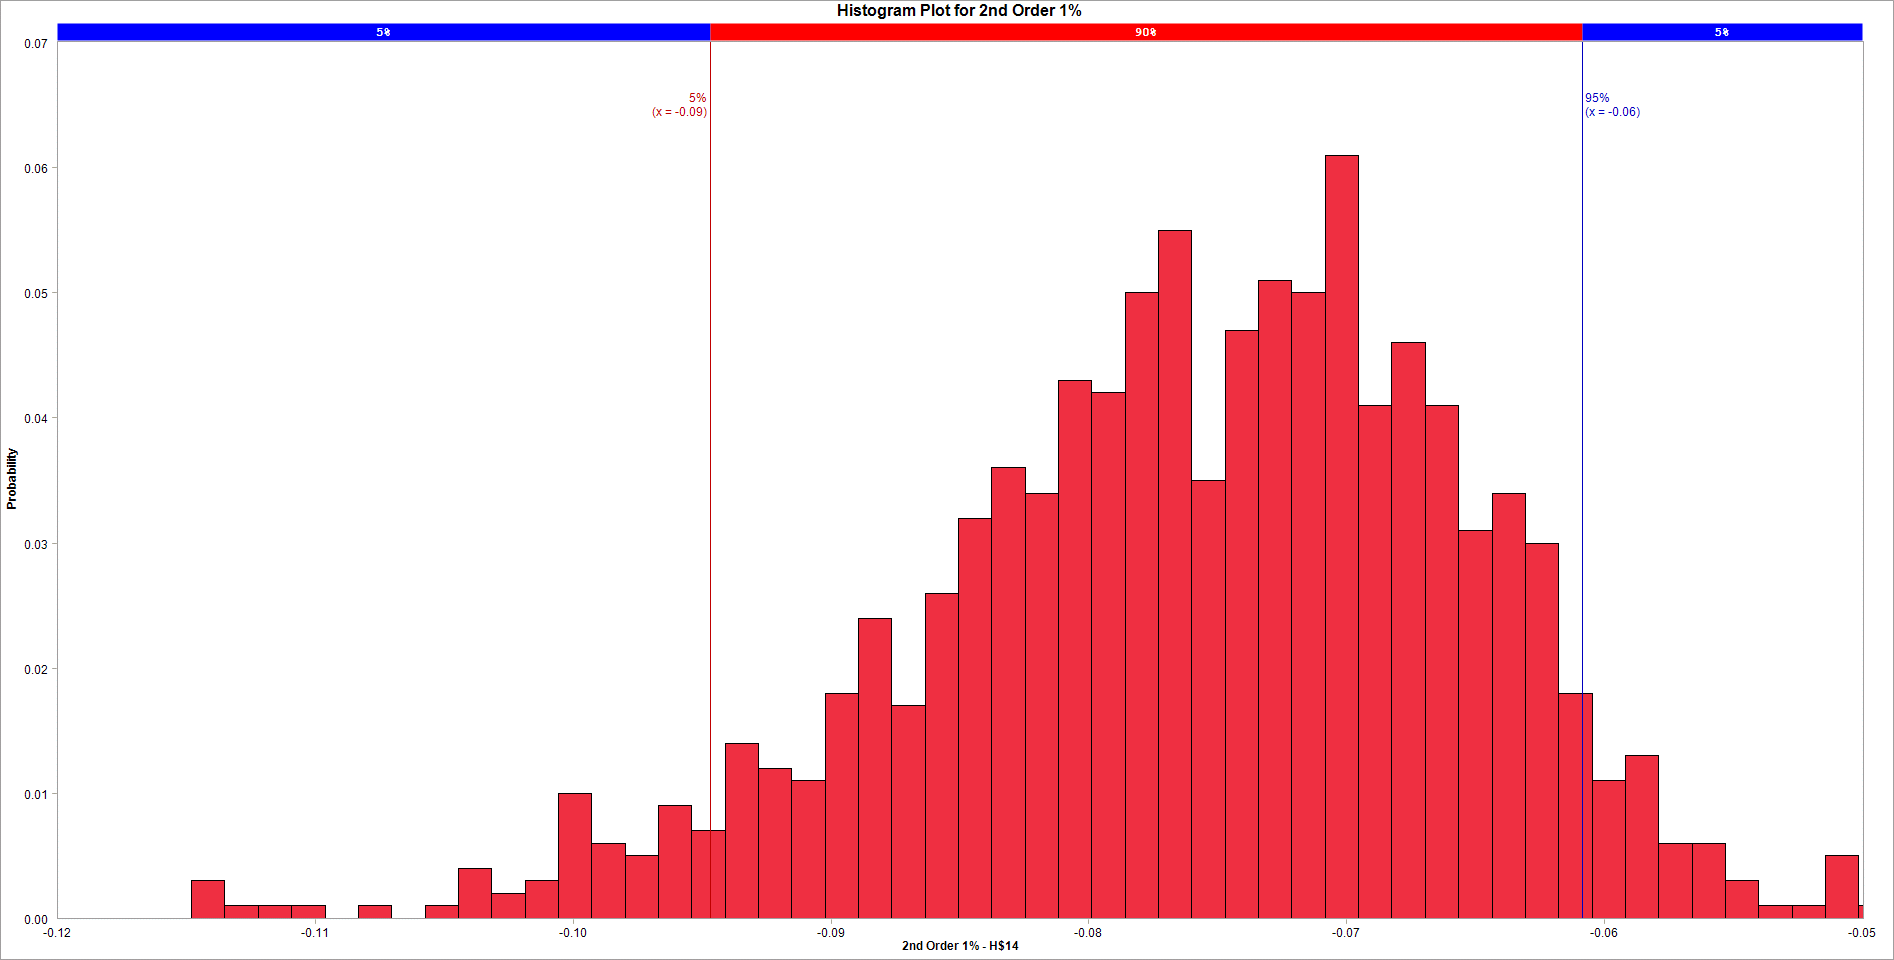 Histogram Plot for 2nd Order 1%
5% 90% 5%
0.07
5%
(x = -0.09)
95%
(x = -0.06)
0.06
0.05
0.04
0.03
0.02
0.01
0.00
Probability
-0.12 -0.11 -0.10 -0.09 -0.08 -0.07 -0.06 -0.05
2nd Order 1% - H$14